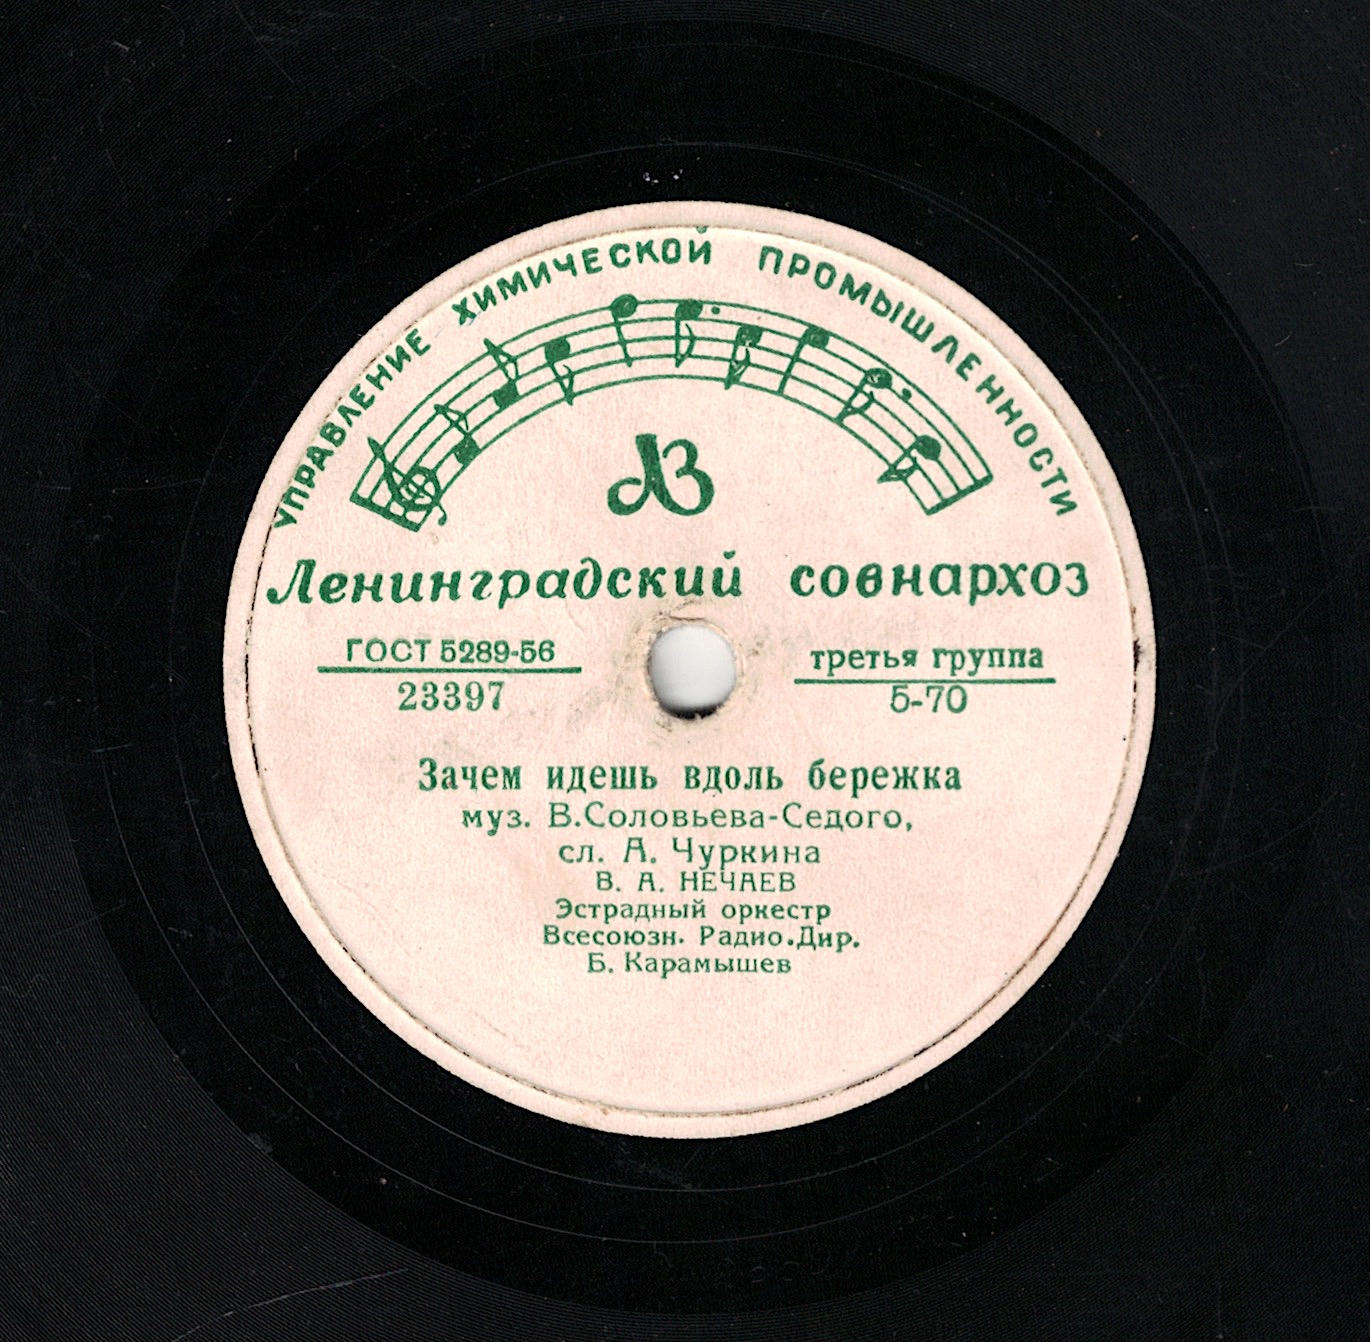 УПРАВЛЕНИЕ ХИМИЧЕСКОЙ ПРОМЫШЛЕННОСТИ
АЗ
Ленинградский совнархоз
ГОСТ 5289-56
23397
третья группа
5-70
Зачем идешь вдоль бережка
муз. В.Соловьева-Седого,
сл. А. Чуркина
В. А. НЕЧАЕВ
Эстрадный оркестр
Всесоюзн. Радио.Дир.
Б. Карамышев